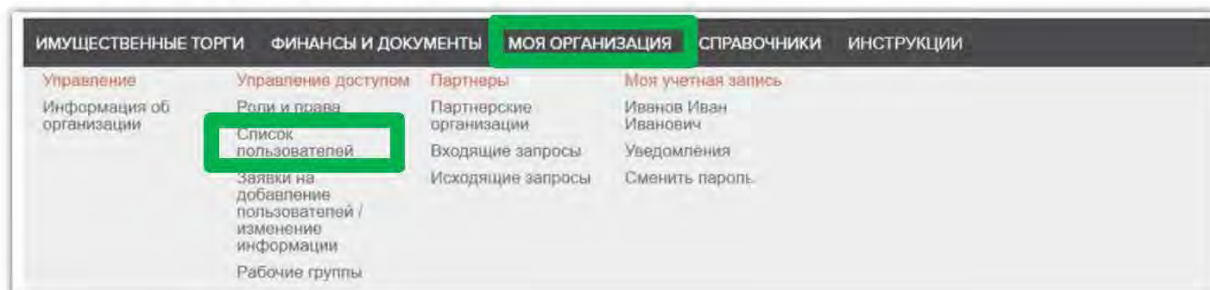 ИМУЩЕСТВЕННЫЕ ТОРГИ ФИНАНСЫ И ДОКУМЕНТЫ МОЯ ОРГАНИЗАЦИЯ СПРАВОЧНИКИ ИНСТРУКЦИИ
Управление
Информация об
организации
Управление доступом
Роли и права
Список
пользователей
Заявки на
добавление
пользователей /
изменение
информации
Рабочие группы
Партнеры
Партнерские
организации
Входящие запросы
Исходящие запросы
Моя учетная запись
Иванов Иван
Иванович
Уведомления
Сменить пароль